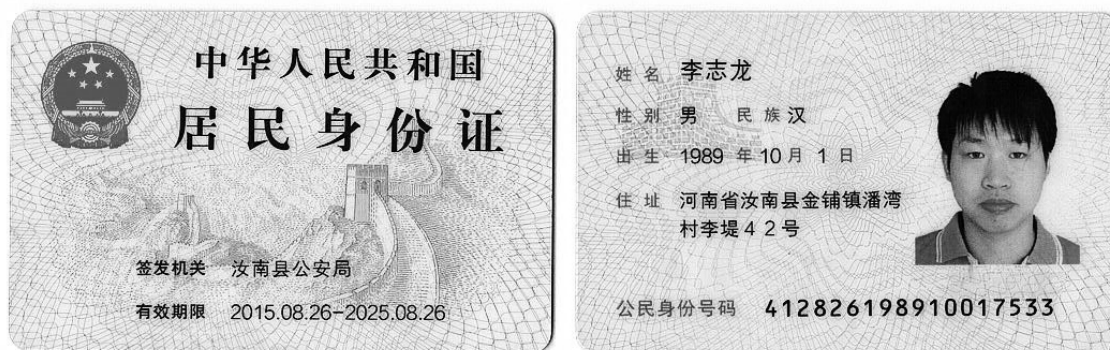 中华人民共和国
居民身份证
签发机关 汝南县公安局
有效期限 2015.08.26-2025.08.26
姓名 李志龙
性别 男 民族 汉
出生 1989 年 10 月 1 日
住址 河南省汝南县金铺镇潘湾
村李堤42号
公民身份号码 412826198910017533